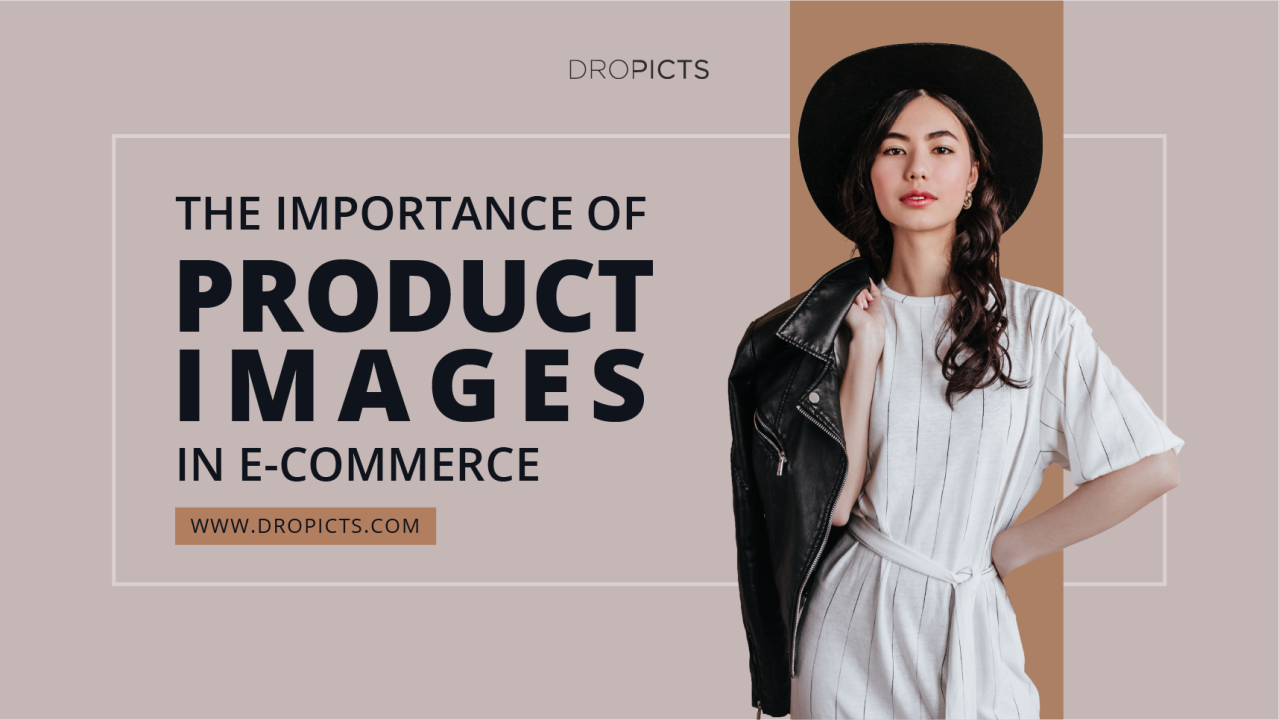 DROPICTS
THE IMPORTANCE OF
PRODUCT
IMAGES
IN E-COMMERCE
WWW.DROPICTS.COM